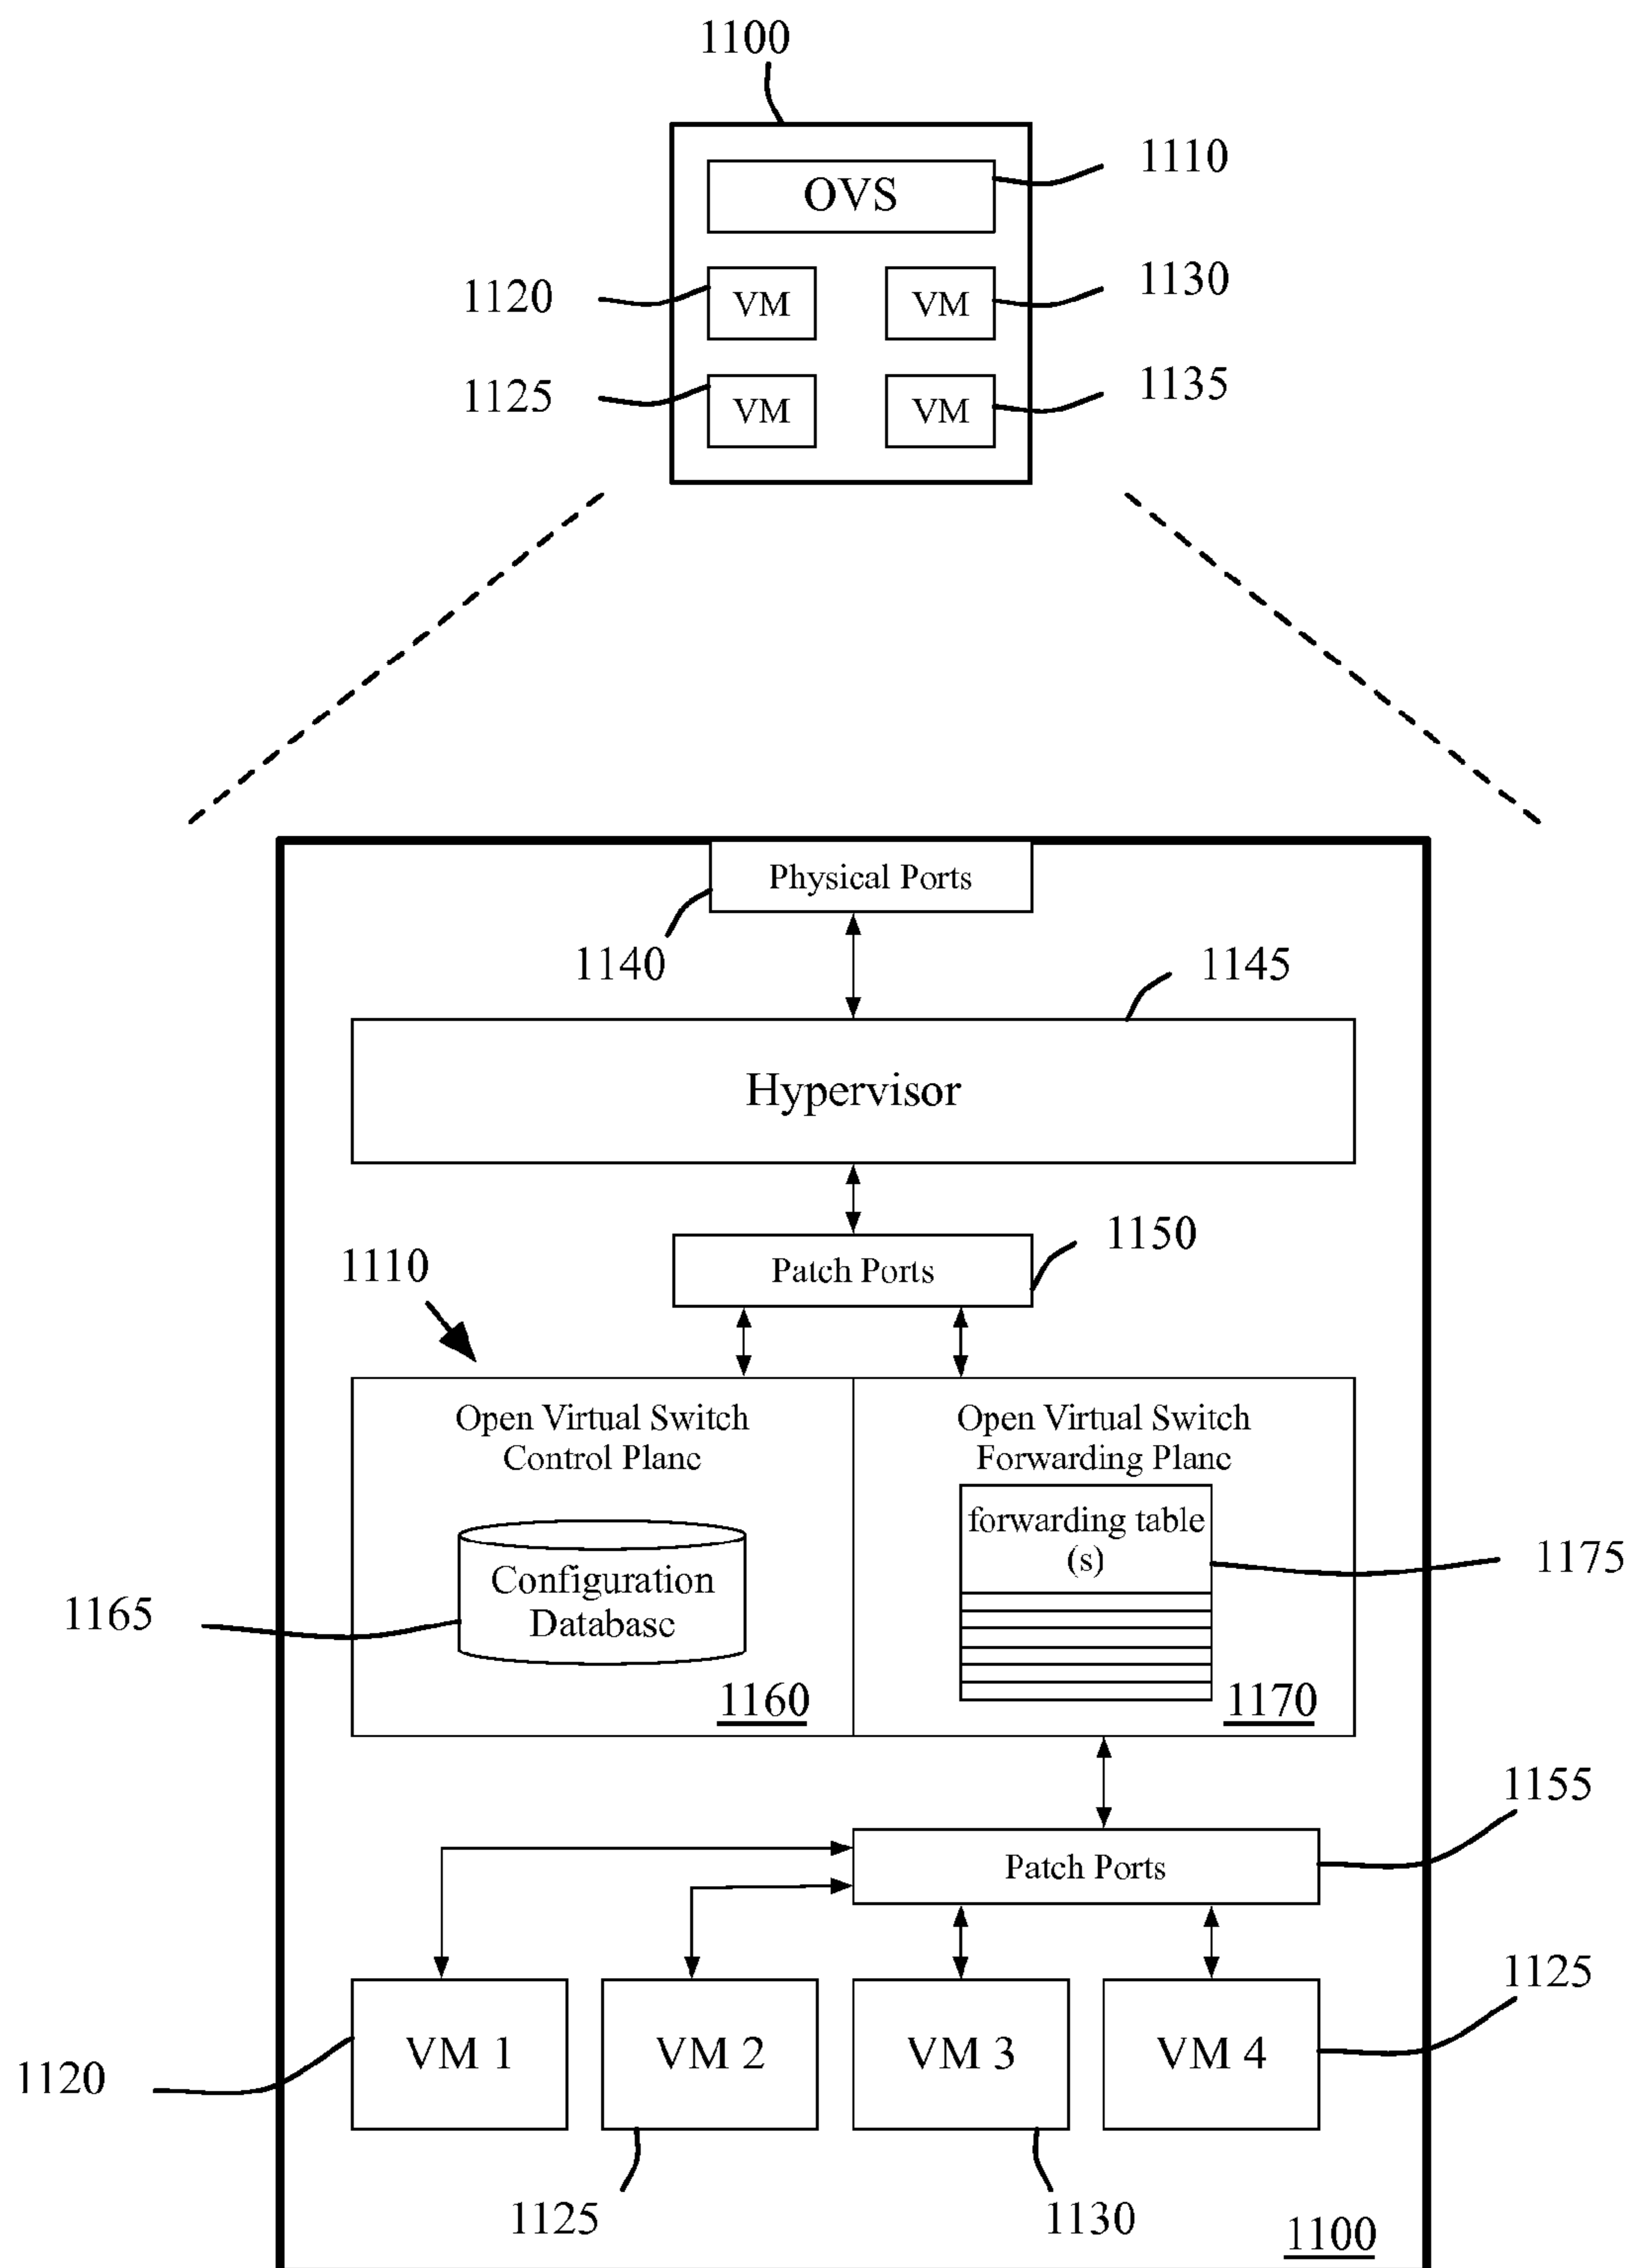 1100
OVS
1110
1120
VM
VM
1130
1125
VM
VM
1135
Physical Ports
1140
1145
Hypervisor
1150
Patch Ports
1110
Open Virtual Switch
Control Plane
Open Virtual Switch
Forwarding Plane
forwarding table
(s)
1175
Configuration
Database
1165
1160
1170
1155
Patch Ports
1125
VM 1
VM 2
VM 3
VM 4
1120
1125
1130
1100